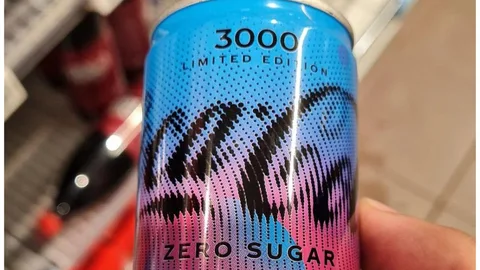 3000
LIMITED EDITION
ZERO SUGAR